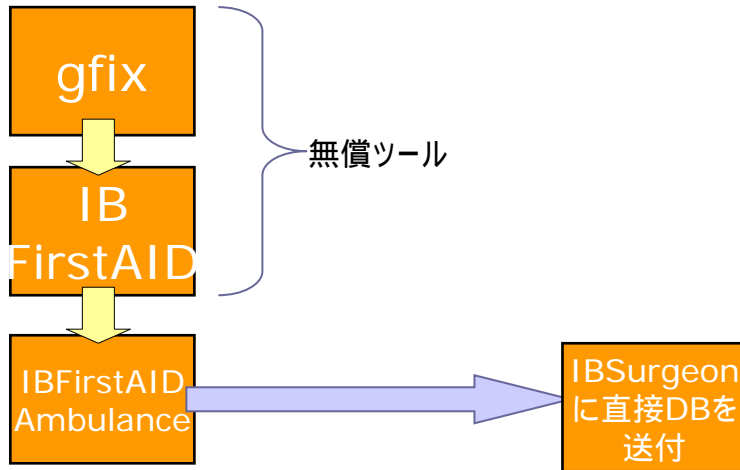 gfix
無償ツール
IB
FirstAID
IBFirstAID
Ambulance
IBSurgeon
に直接DBを
送付